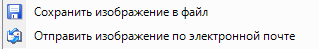 Сохранить изображение в файл
Отправить изображение по электронной почте